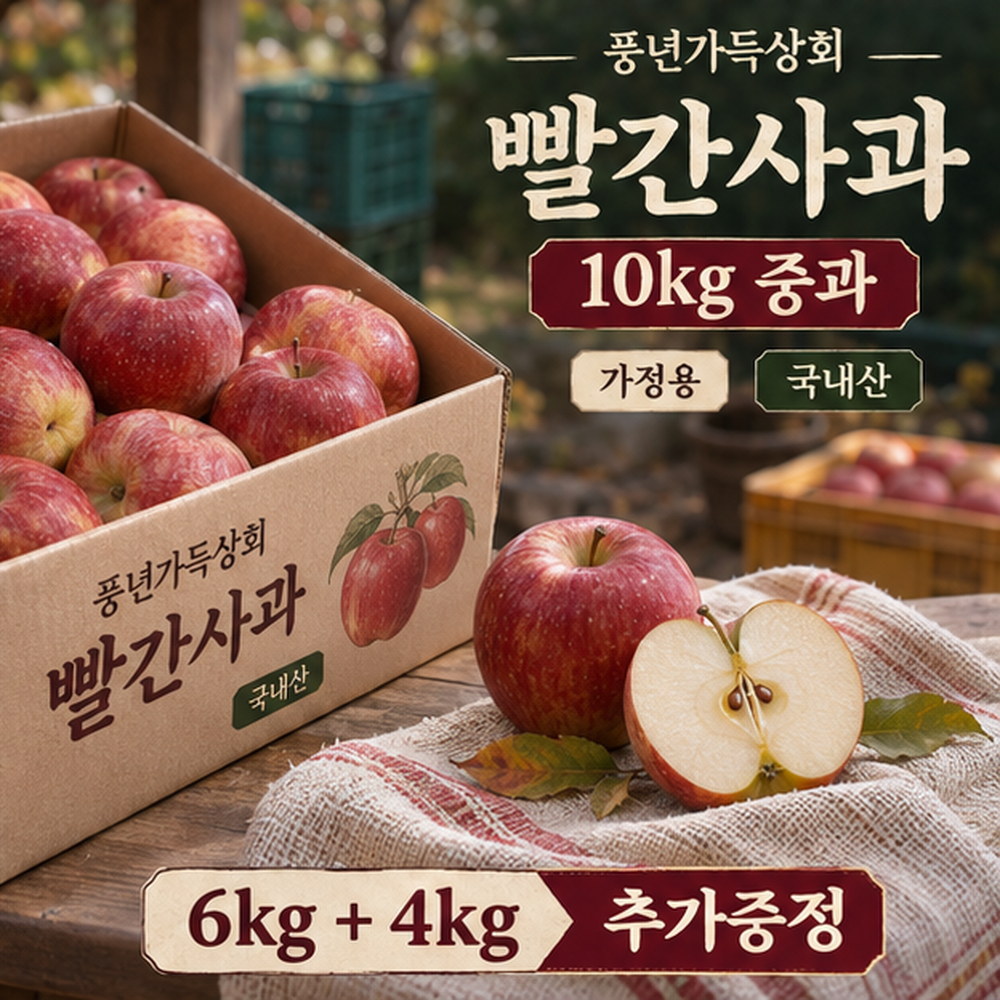 풍년가득상회
빨간사과
10kg 중과
가정용 국내산
풍년가득상회
빨간사과
국내산
6kg + 4kg 추가증정